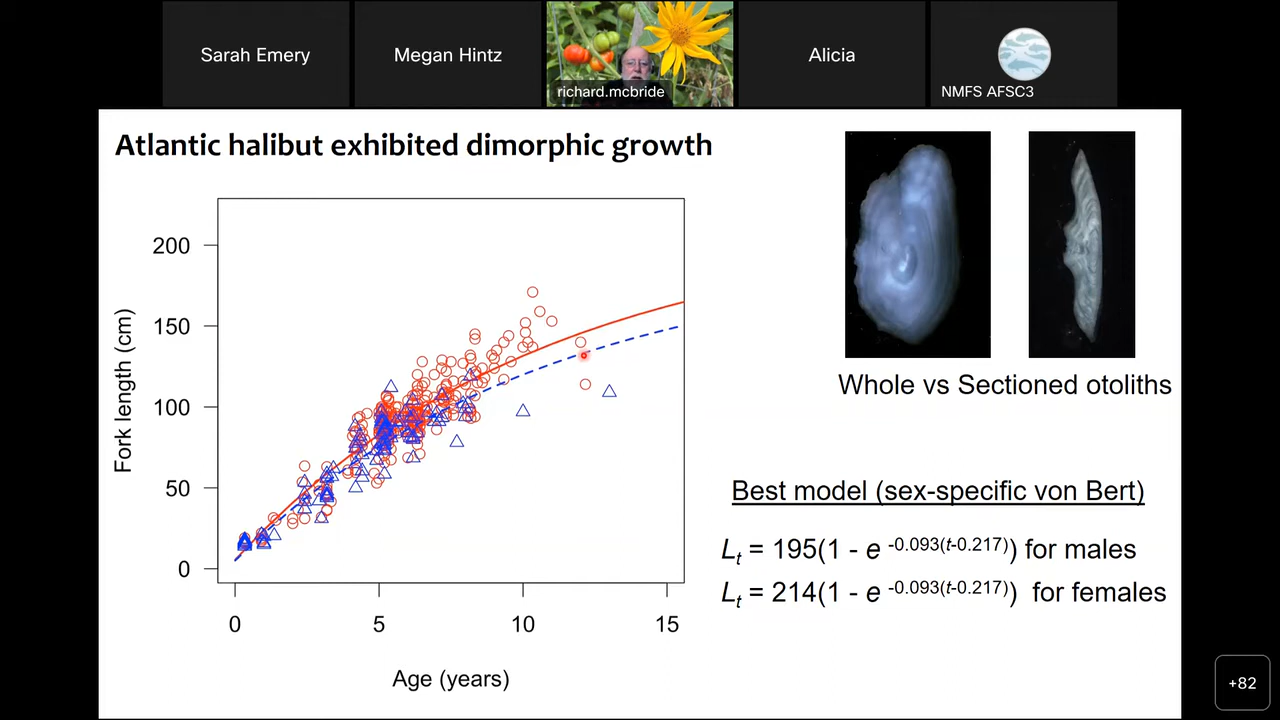 Sarah Emery
Megan Hintz
richard.mcbride
Alicia
NMFS AFSC3
Atlantic halibut exhibited dimorphic growth
200
150
100
50
0
Fork length (cm)
0 5 10 15
Age (years)
Whole vs Sectioned otoliths
Best model (sex-specific von Bert)
Lt = 195(1 - e -0.093(t-0.217)) for males
Lt = 214(1 - e -0.093(t-0.217)) for females
+82